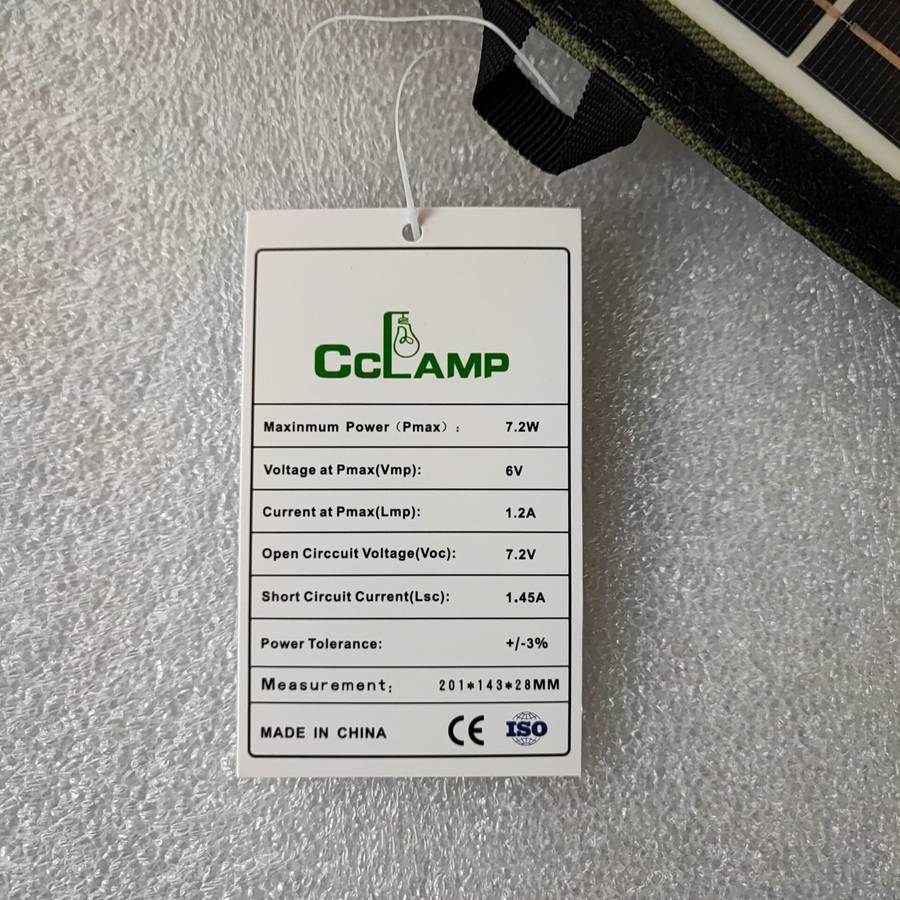 CCLAMP
Maxinmum Power（Pmax）： 7.2W
Voltage at Pmax(Vmp): 6V
Current at Pmax(Lmp): 1.2A
Open Circcuit Voltage(Voc): 7.2V
Short Circuit Current(Lsc): 1.45A
Power Tolerance: +/-3%
Measurement: 201*143*28MM
MADE IN CHINA CE ISO